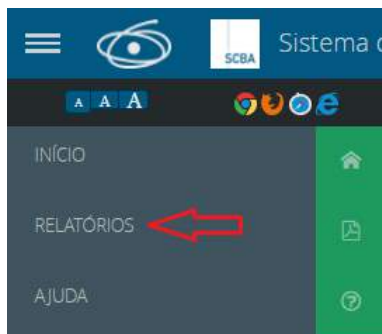 SCBA Sistema d
A A A
INÍCIO
RELATÓRIOS
AJUDA